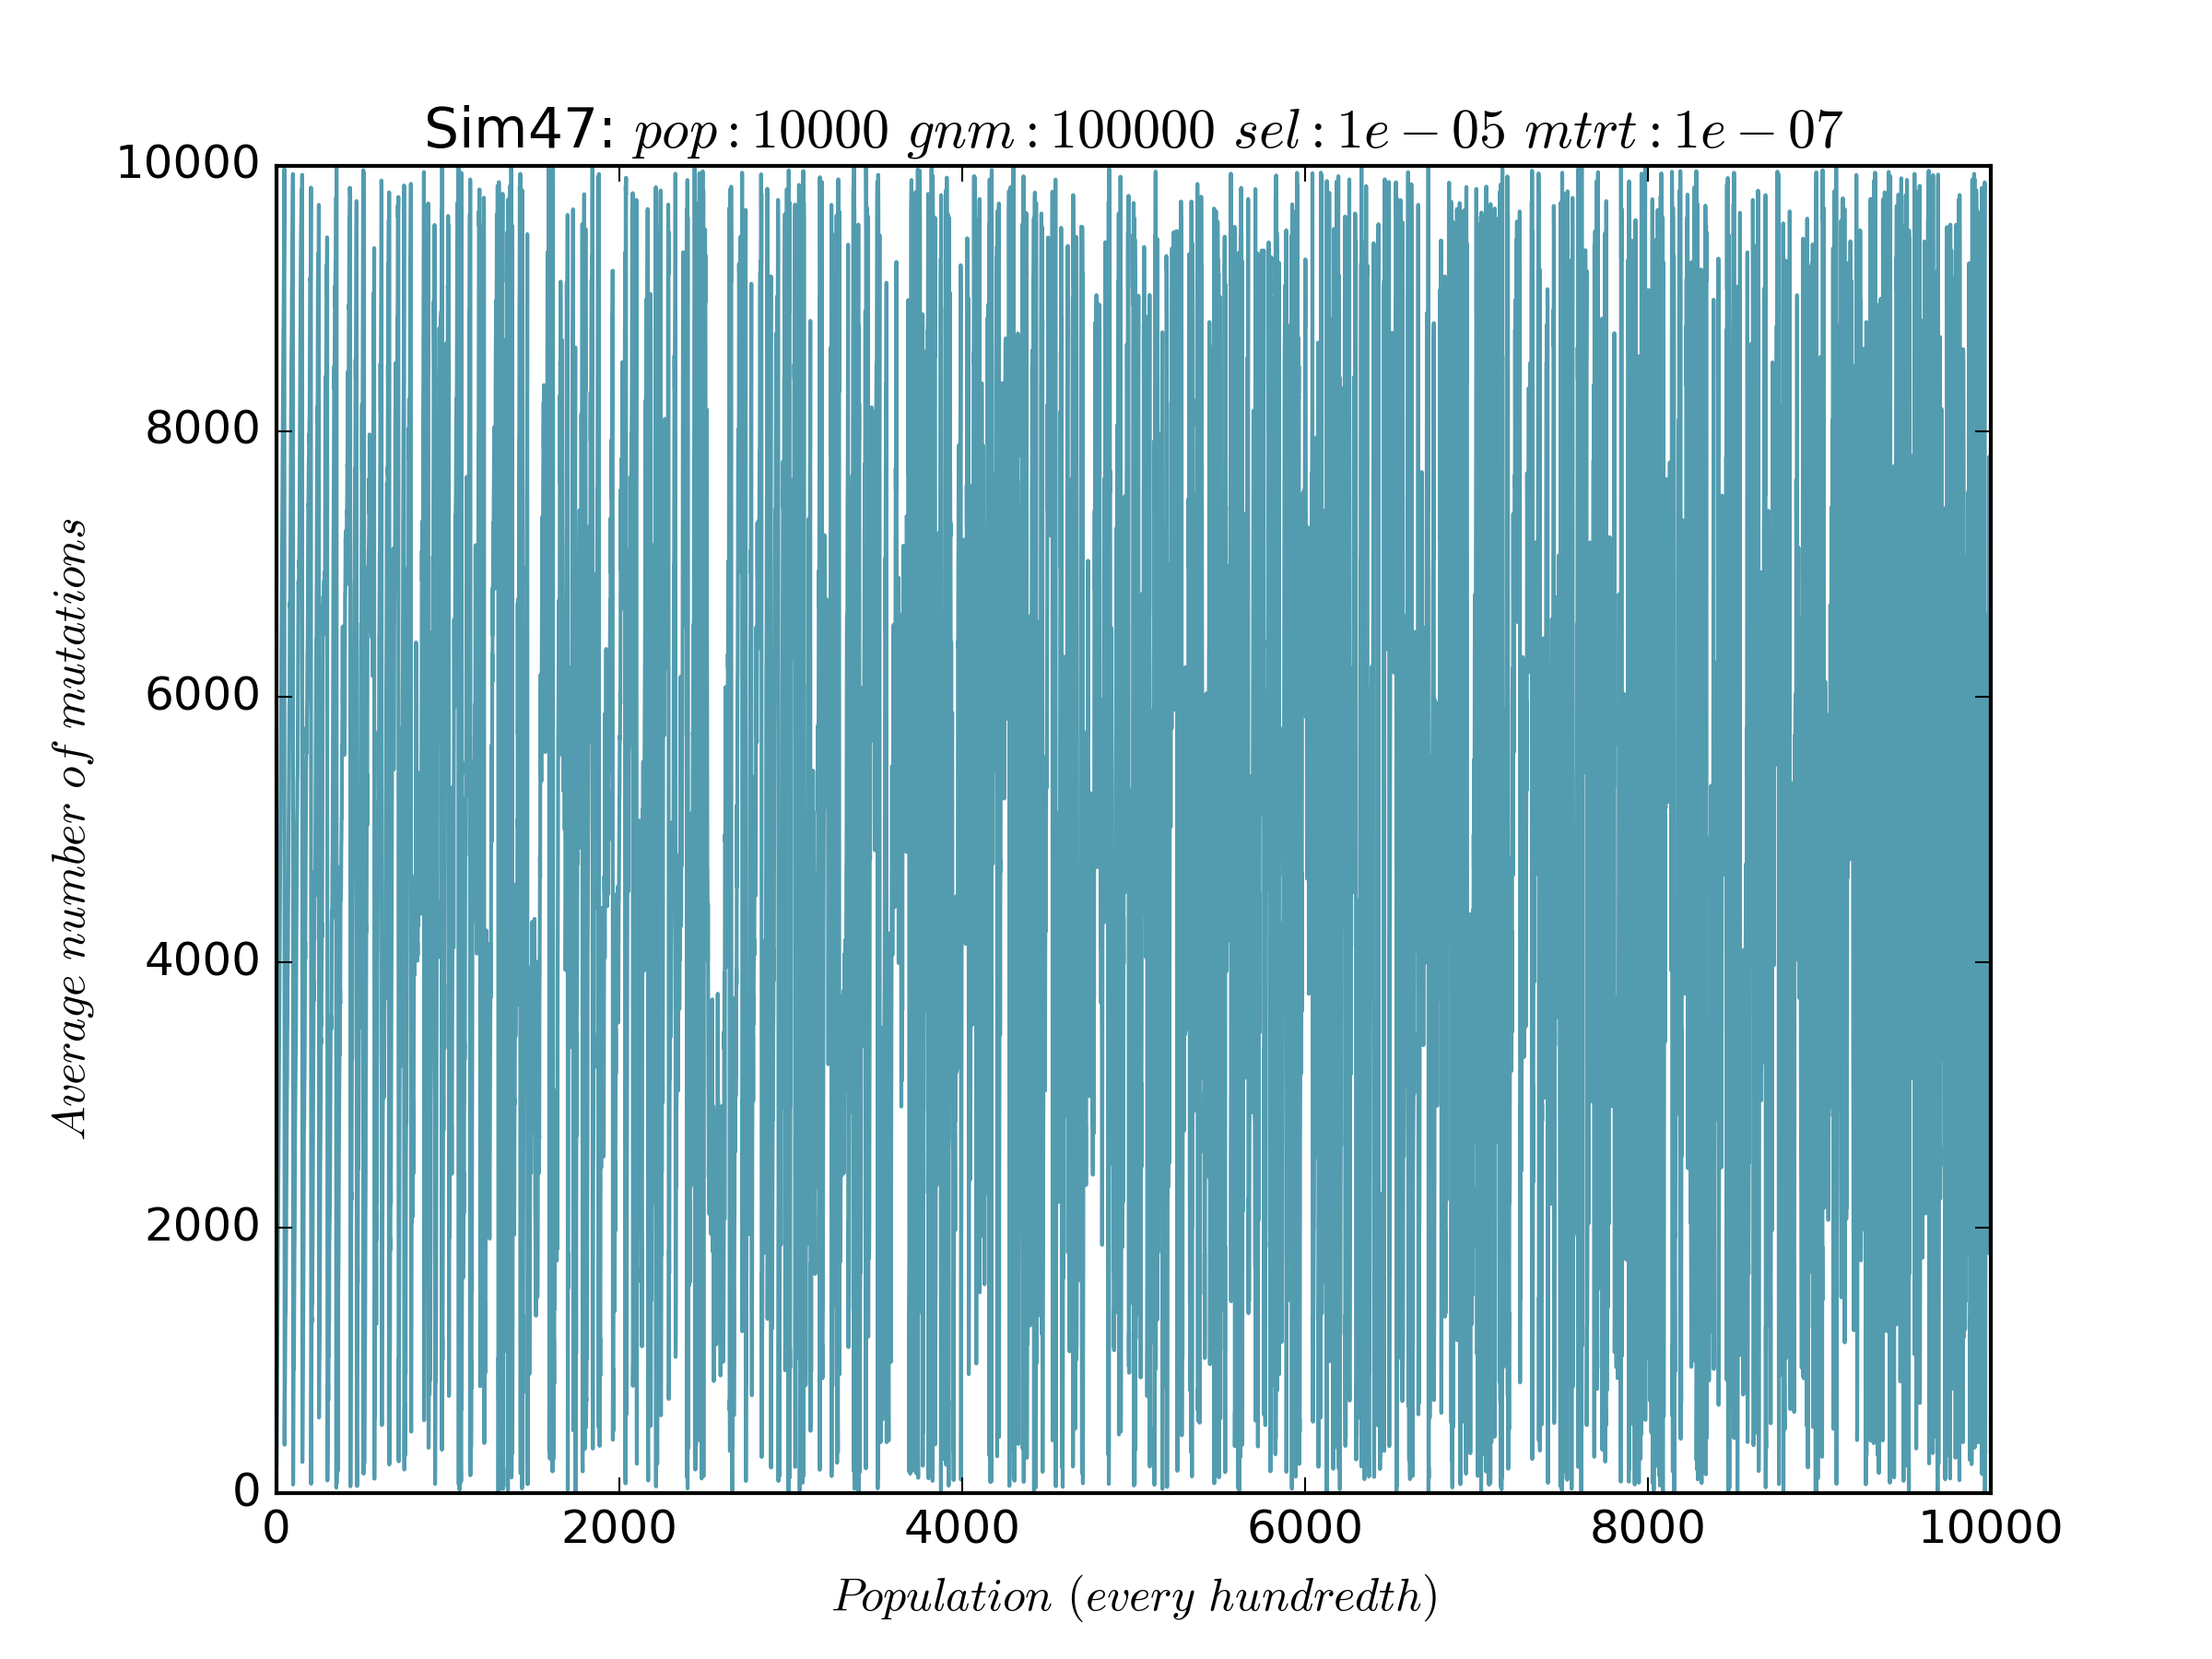 Sim47: pop : 10000 gnm : 100000 sel : 1e − 05 mtrt : 1e − 07
10000
8000
6000
4000
2000
0
Average number of mutations
0 2000 4000 6000 8000 10000
Population (every hundredth)